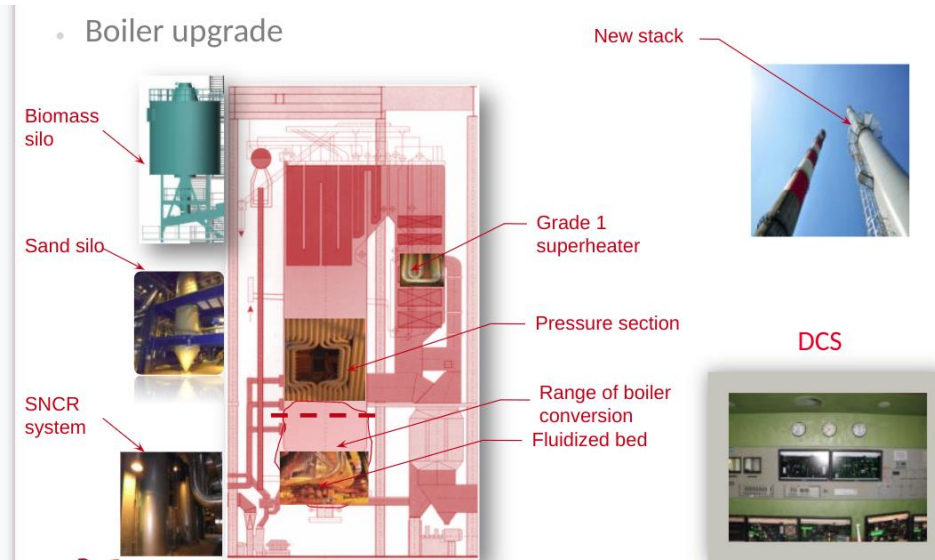 Boiler upgrade
New stack
Biomass
silo
Grade 1
superheater
Sand silo
Pressure section
DCS
SNCR
system
Range of boiler
conversion
Fluidized bed